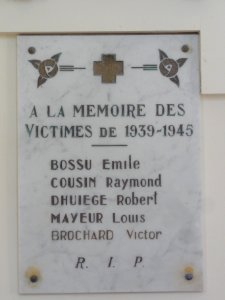 A LA MEMOIRE DES
VICTIMES DE 1939-1945
BOSSU Emile
COUSIN Raymond
DHUIEGE Robert
MAYEUR Louis
BROCHARD Victor
R. I. P